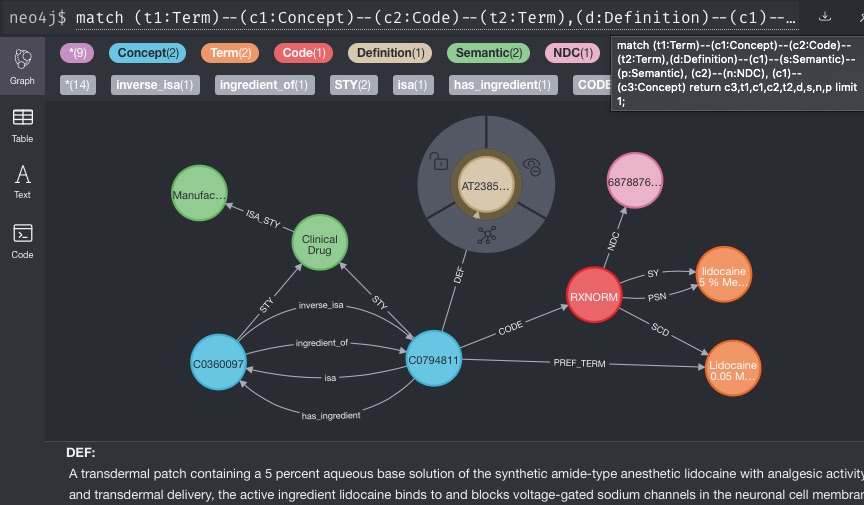 neo4j$ match (t1:Term)--(c1:Concept)--(c2:Code)--(t2:Term),(d:Definition)--(c1)--…
Graph
Table
Text
Code
*(9) Concept(2) Term(2) Code(1) Definition(1) Semantic(2) NDC(1)
*(14) inverse_isa(1) ingredient_of(1) STY(2) isa(1) has_ingredient(1) CODE
match (t1:Term)--(c1:Concept)--(c2:Code)--
(t2:Term),(d:Definition)--(c1)--(s:Semantic)--
(p:Semantic), (c2)--(n:NDC), (c1)--
(c3:Concept) return c3,t1,c1,c2,t2,d,s,n,p limit
1;
Manufac…
ISA_STY
Clinical
Drug
AT2385…
6878876…
NDC
DEF
STY
STY
inverse_isa
ingredient_of
isa
has_ingredient
C0360097
C0794811
CODE
RXNORM
SY
PSN
SCD
PREF_TERM
lidocaine
5 % Me…
Lidocaine
0.05 M…
DEF:
A transdermal patch containing a 5 percent aqueous base solution of the synthetic amide-type anesthetic lidocaine with analgesic activity
and transdermal delivery, the active ingredient lidocaine binds to and blocks voltage-gated sodium channels in the neuronal cell membra